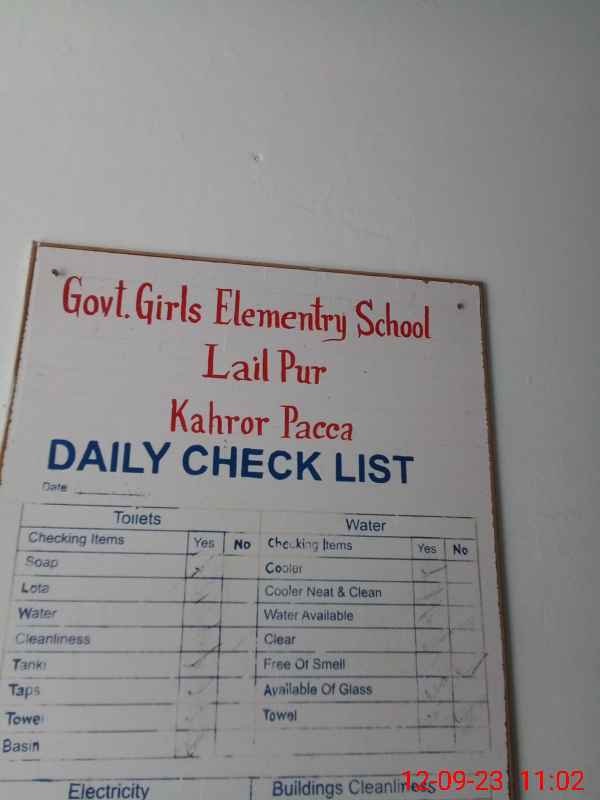 Govt. Girls Elementry School
Lail Pur
Kahror Pacca
DAILY CHECK LIST
Date
Toilets Water
Checking Items Yes No Checking Items Yes No
Soap Cooler
Lota Cooler Neat & Clean
Water Water Available
Cleanliness Clear
Tanki Free Of Smell
Taps Available Of Glass
Towel Towel
Basin
Electricity Buildings Cleanliness
12-09-23 11:02